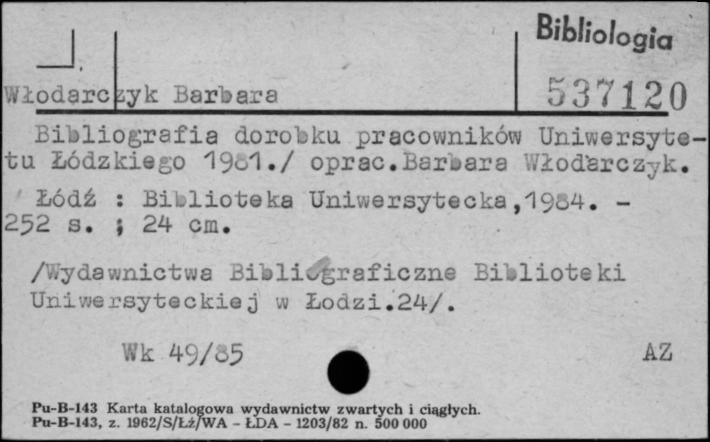 Bibliologia
537120
Włodarczyk Barbara
Bibliografia dorobku pracowników Uniwersyte-
tu Łódzkiego 1981./ oprac.Barbara Włodarczyk.
Łódź : Biblioteka Uniwersytecka,1984. -
252 s. ; 24 cm.
/Wydawnictwa Bibliograficzne Biblioteki
Uniwersyteckiej w Łodzi.24/.
Wk 49/85 AZ
Pu-B-143 Karta katalogowa wydawnictw zwartych i ciągłych.
Pu-B-143, z. 1962/S/Łź/WA - ŁDA - 1203/82 n. 500 000